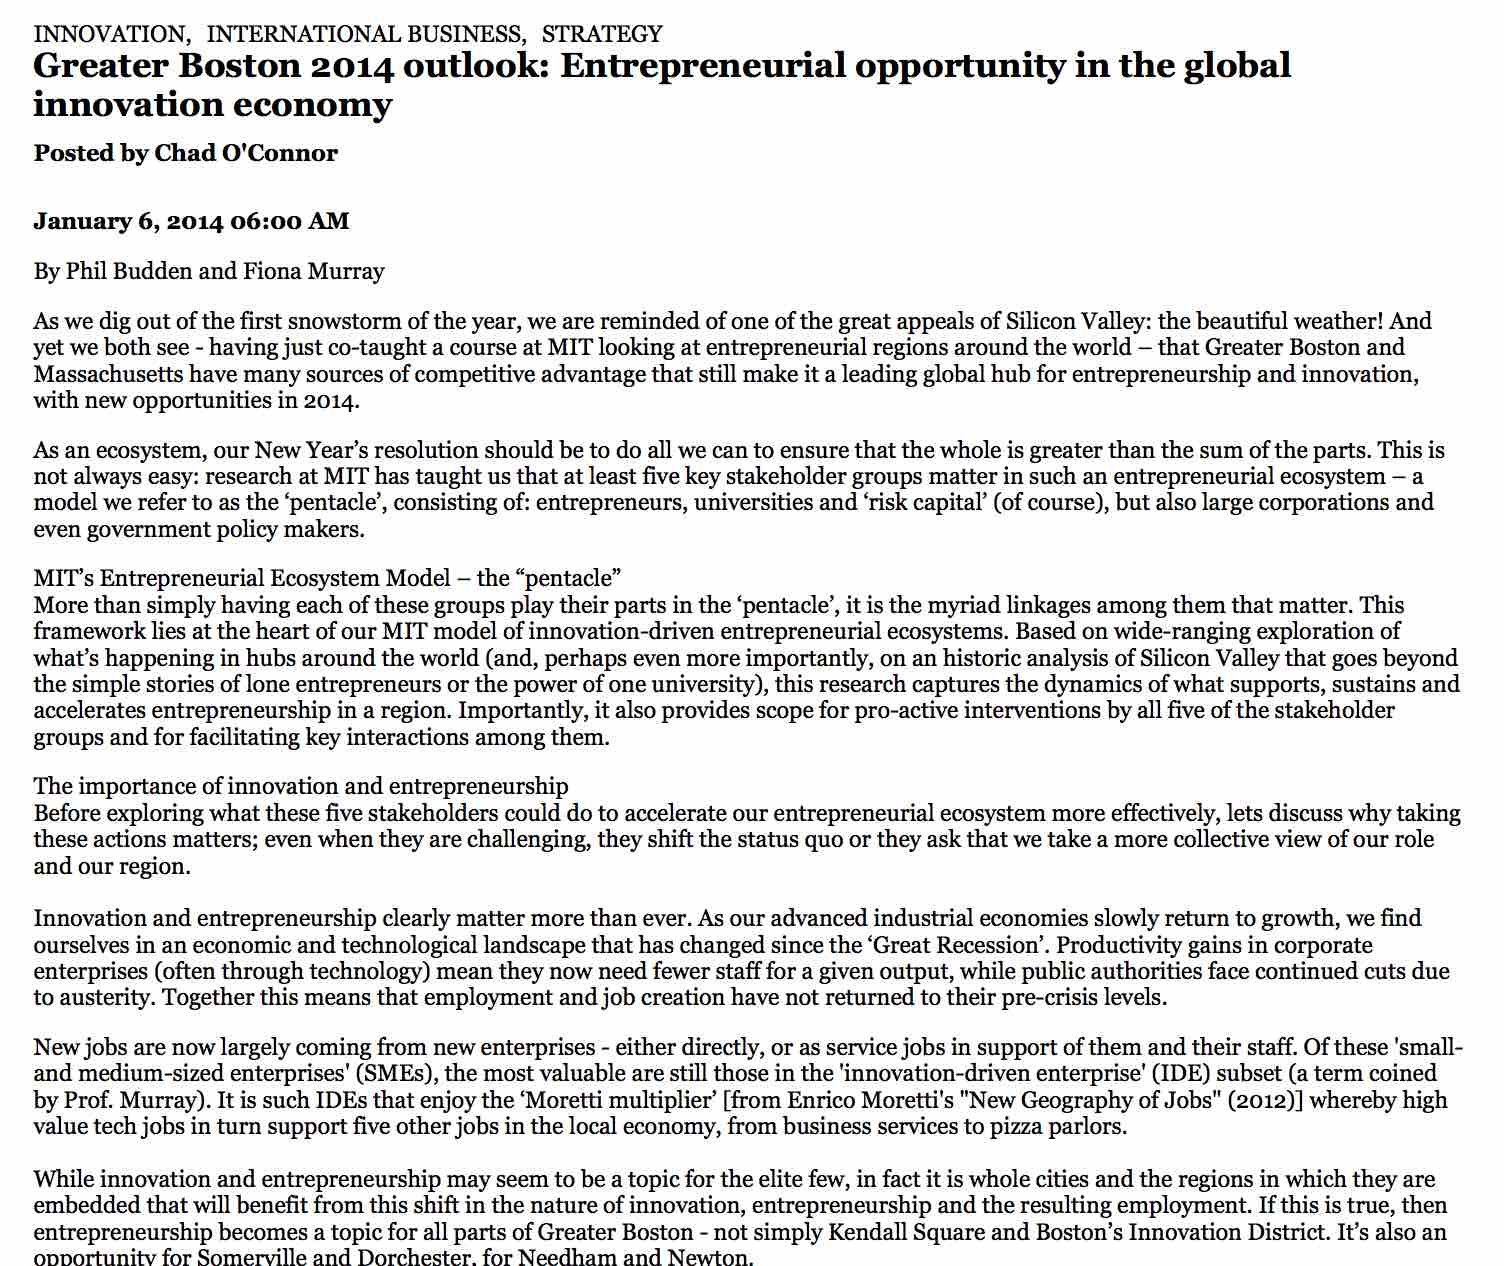 INNOVATION,  INTERNATIONAL BUSINESS,  STRATEGY
Greater Boston 2014 outlook: Entrepreneurial opportunity in the global
innovation economy
Posted by Chad O'Connor
January 6, 2014 06:00 AM
By Phil Budden and Fiona Murray
As we dig out of the first snowstorm of the year, we are reminded of one of the great appeals of Silicon Valley: the beautiful weather! And
yet we both see - having just co-taught a course at MIT looking at entrepreneurial regions around the world – that Greater Boston and
Massachusetts have many sources of competitive advantage that still make it a leading global hub for entrepreneurship and innovation,
with new opportunities in 2014.
As an ecosystem, our New Year’s resolution should be to do all we can to ensure that the whole is greater than the sum of the parts. This is
not always easy: research at MIT has taught us that at least five key stakeholder groups matter in such an entrepreneurial ecosystem – a
model we refer to as the ‘pentacle’, consisting of: entrepreneurs, universities and ‘risk capital’ (of course), but also large corporations and
even government policy makers.
MIT’s Entrepreneurial Ecosystem Model – the “pentacle”
More than simply having each of these groups play their parts in the ‘pentacle’, it is the myriad linkages among them that matter. This
framework lies at the heart of our MIT model of innovation-driven entrepreneurial ecosystems. Based on wide-ranging exploration of
what’s happening in hubs around the world (and, perhaps even more importantly, on an historic analysis of Silicon Valley that goes beyond
the simple stories of lone entrepreneurs or the power of one university), this research captures the dynamics of what supports, sustains and
accelerates entrepreneurship in a region. Importantly, it also provides scope for pro-active interventions by all five of the stakeholder
groups and for facilitating key interactions among them.
The importance of innovation and entrepreneurship
Before exploring what these five stakeholders could do to accelerate our entrepreneurial ecosystem more effectively, lets discuss why taking
these actions matters; even when they are challenging, they shift the status quo or they ask that we take a more collective view of our role
and our region.
Innovation and entrepreneurship clearly matter more than ever. As our advanced industrial economies slowly return to growth, we find
ourselves in an economic and technological landscape that has changed since the ‘Great Recession’. Productivity gains in corporate
enterprises (often through technology) mean they now need fewer staff for a given output, while public authorities face continued cuts due
to austerity. Together this means that employment and job creation have not returned to their pre-crisis levels.
New jobs are now largely coming from new enterprises - either directly, or as service jobs in support of them and their staff. Of these 'small-
and medium-sized enterprises' (SMEs), the most valuable are still those in the 'innovation-driven enterprise' (IDE) subset (a term coined
by Prof. Murray). It is such IDEs that enjoy the ‘Moretti multiplier’ [from Enrico Moretti's "New Geography of Jobs" (2012)] whereby high
value tech jobs in turn support five other jobs in the local economy, from business services to pizza parlors.
While innovation and entrepreneurship may seem to be a topic for the elite few, in fact it is whole cities and the regions in which they are
embedded that will benefit from this shift in the nature of innovation, entrepreneurship and the resulting employment. If this is true, then
entrepreneurship becomes a topic for all parts of Greater Boston - not simply Kendall Square and Boston’s Innovation District. It’s also an
opportunity for Somerville and Dorchester, for Needham and Newton.